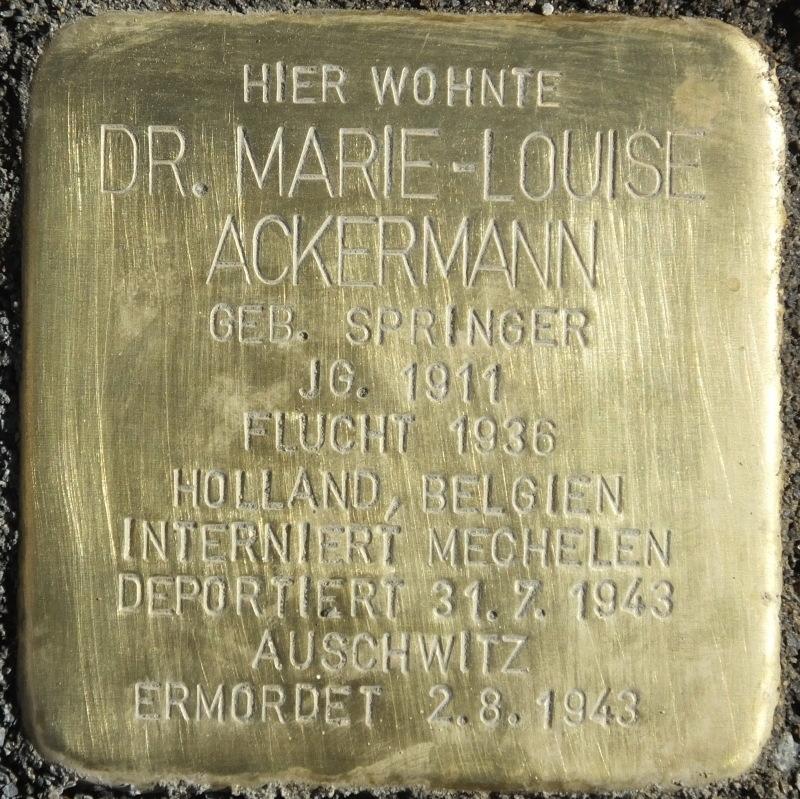 HIER WOHNTE
DR. MARIE-LOUISE
ACKERMANN
GEB. SPRINGER
JG. 1911
FLUCHT 1936
HOLLAND, BELGIEN
INTERNIERT MECHELEN
DEPORTIERT 31.7. 1943
AUSCHWITZ
ERMORDET 2.8.1943